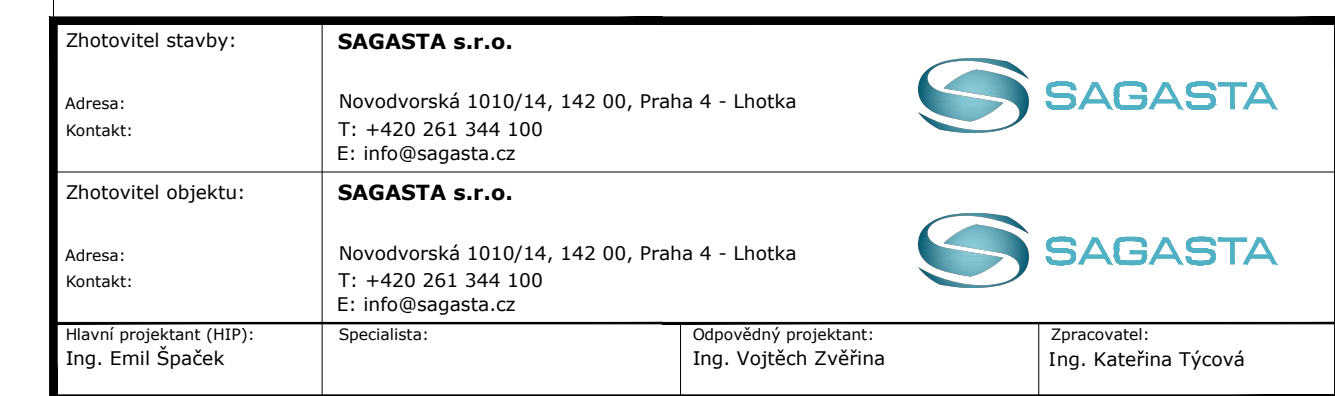 Zhotovitel stavby: SAGASTA s.r.o.
SAGASTA
Adresa: Novodvorská 1010/14, 142 00, Praha 4 - Lhotka
Kontakt: T: +420 261 344 100
E: info@sagasta.cz
Zhotovitel objektu: SAGASTA s.r.o.
SAGASTA
Adresa: Novodvorská 1010/14, 142 00, Praha 4 - Lhotka
Kontakt: T: +420 261 344 100
E: info@sagasta.cz
Hlavní projektant (HIP): Specialista: Odpovědný projektant: Zpracovatel:
Ing. Emil Špaček Ing. Vojtěch Zvěřina Ing. Kateřina Týcová